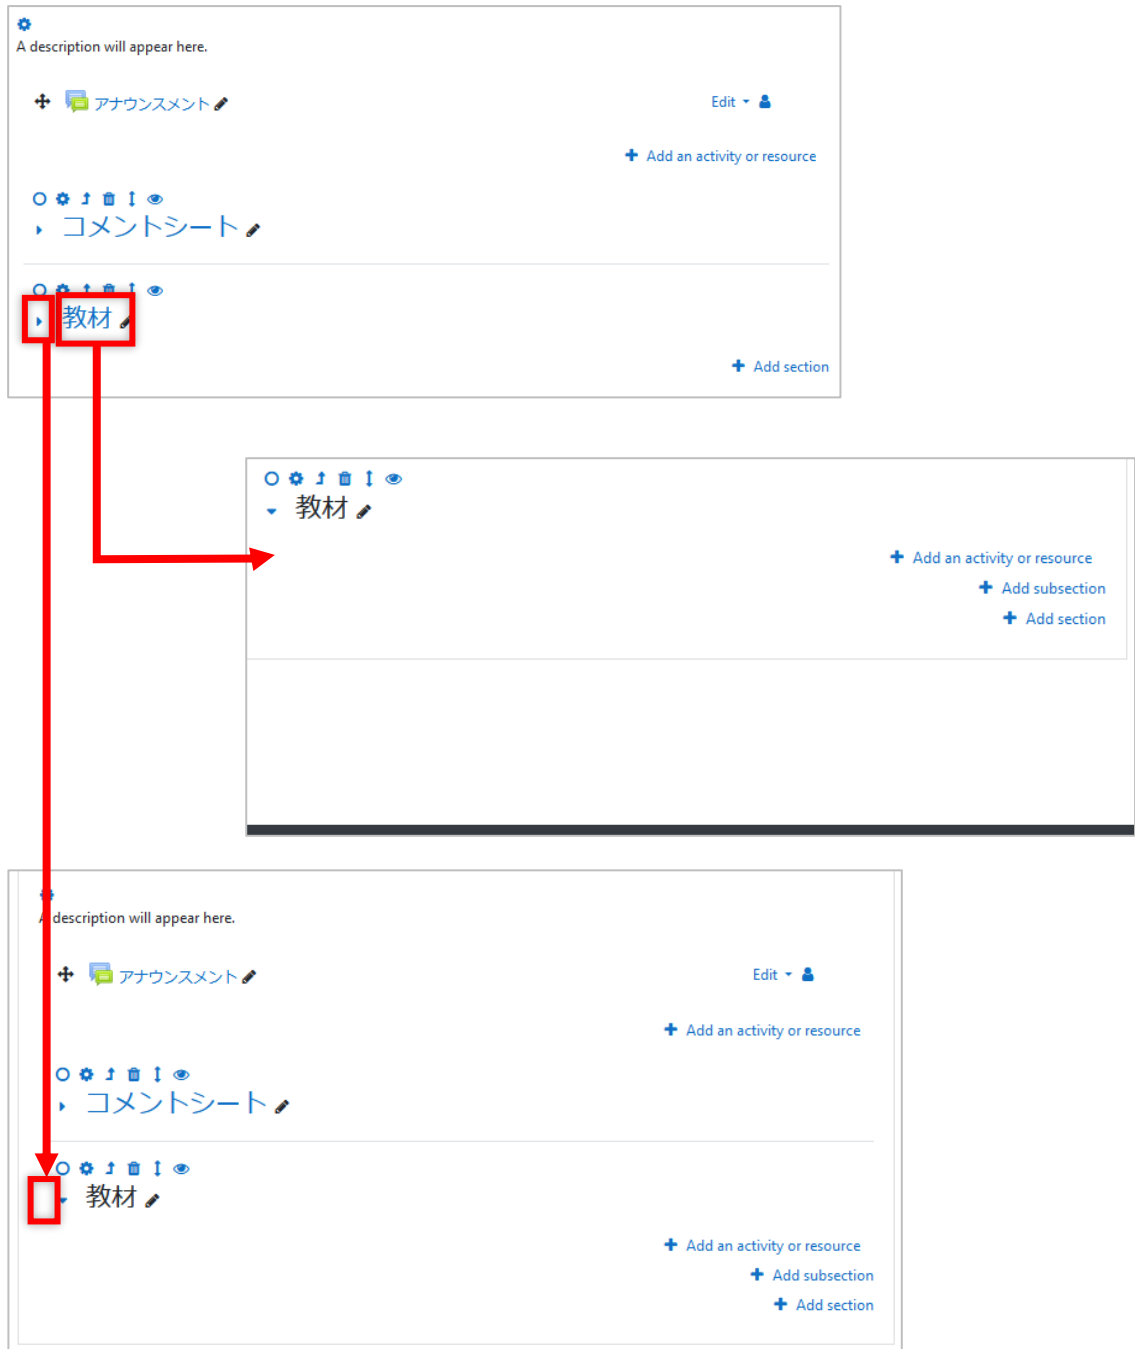 A description will appear here.
アナウンスメント
Edit
Add an activity or resource
コメントシート
教材
Add section
教材
Add an activity or resource
Add subsection
Add section
A description will appear here.
アナウンスメント
Edit
Add an activity or resource
コメントシート
教材
Add an activity or resource
Add subsection
Add section